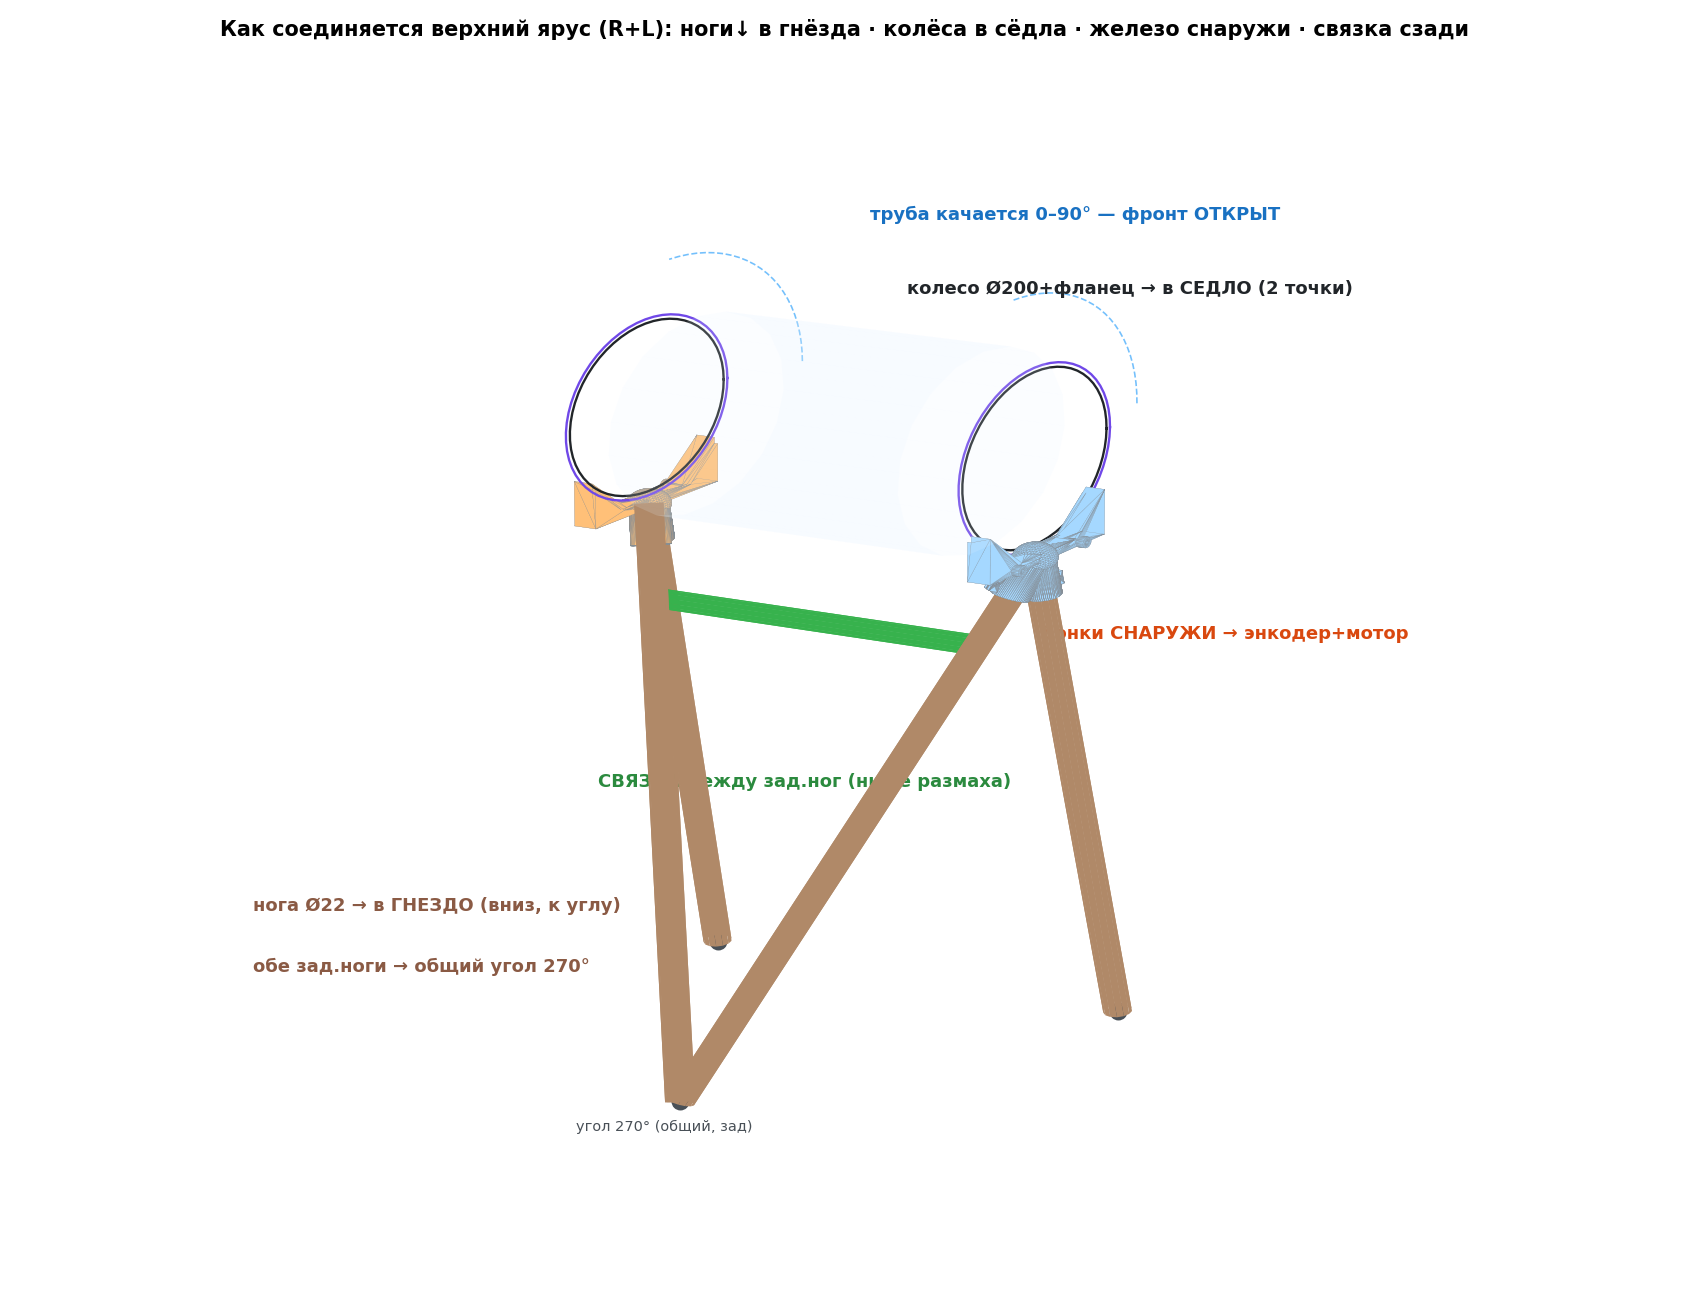 Как соединяется верхний ярус (R+L): ноги↓ в гнёзда · колёса в сёдла · железо снаружи · связка сзади
труба качается 0–90° — фронт ОТКРЫТ
колесо Ø200+фланец → в СЕДЛО (2 точки)
СНАРУЖИ → энкодер+мотор
зад.ног размаха)
нога Ø22 → в ГНЕЗДО (вниз, к углу)
обе зад.ноги → общий угол 270°
угол 270° (общий, зад)